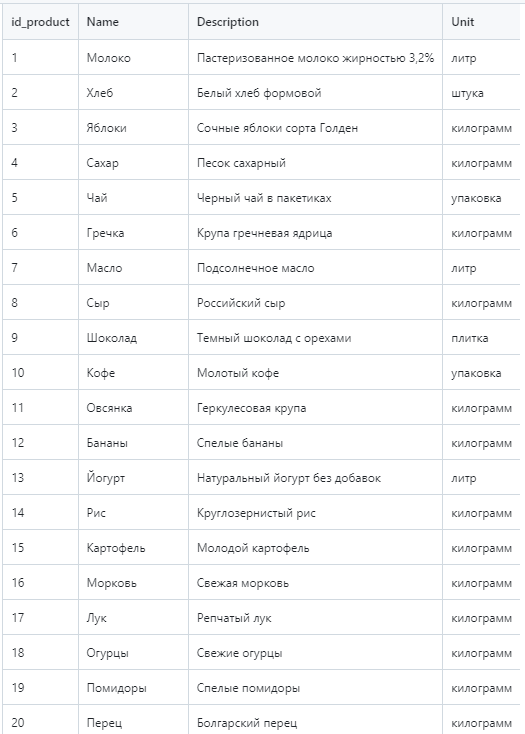 id_product Name Description Unit
1 Молоко Пастеризованное молоко жирностью 3,2% литр
2 Хлеб Белый хлеб формовой штука
3 Яблоки Сочные яблоки сорта Голден килограмм
4 Сахар Песок сахарный килограмм
5 Чай Черный чай в пакетиках упаковка
6 Гречка Крупа гречневая ядрица килограмм
7 Масло Подсолнечное масло литр
8 Сыр Российский сыр килограмм
9 Шоколад Темный шоколад с орехами плитка
10 Кофе Молотый кофе упаковка
11 Овсянка Геркулесовая крупа килограмм
12 Бананы Спелые бананы килограмм
13 Йогурт Натуральный йогурт без добавок литр
14 Рис Круглозернистый рис килограмм
15 Картофель Молодой картофель килограмм
16 Морковь Свежая морковь килограмм
17 Лук Репчатый лук килограмм
18 Огурцы Свежие огурцы килограмм
19 Помидоры Спелые помидоры килограмм
20 Перец Болгарский перец килограмм